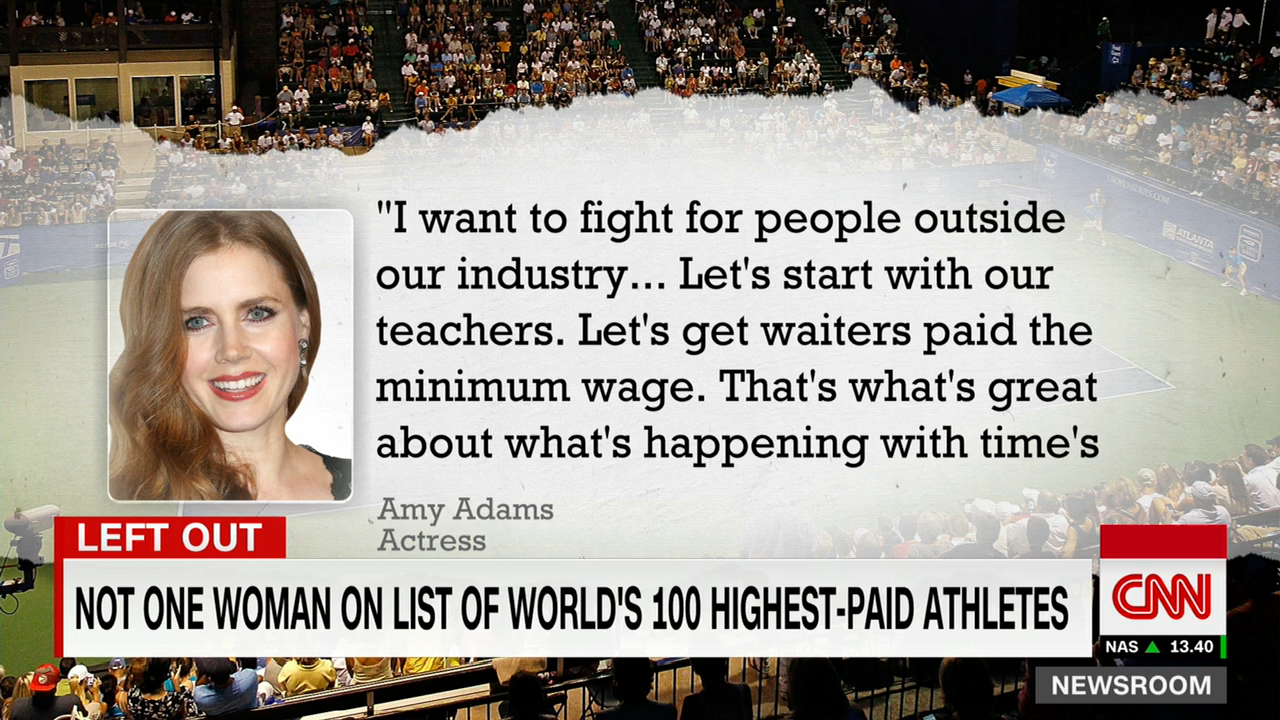 "I want to fight for people outside
our industry... Let's start with our
teachers. Let's get waiters paid the
minimum wage. That's what's great
about what's happening with time's
Amy Adams
Actress
ATLANTA
LEFT OUT
NOT ONE WOMAN ON LIST OF WORLD'S 100 HIGHEST-PAID ATHLETES
CNN
NAS ▲ 13.40
NEWSROOM